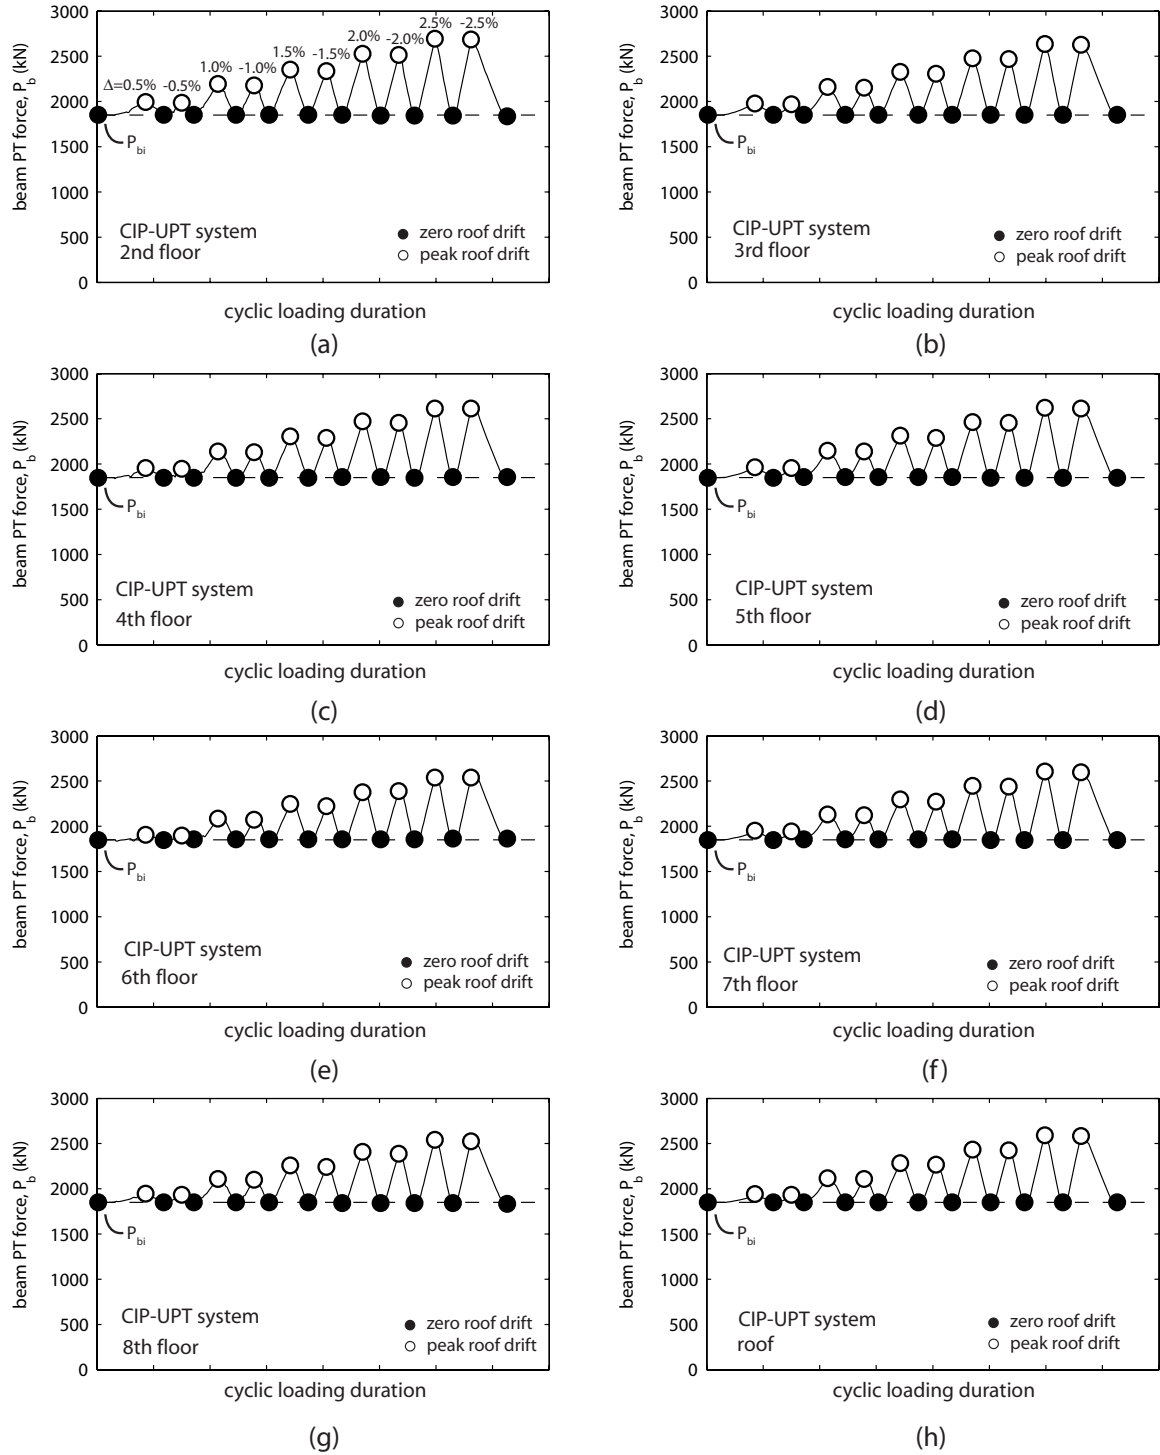 3000
2500
2000
1500
1000
500
0
beam PT force, P_b (kN)
Δ=0.5%
-0.5%
1.0%
-1.0%
1.5%
-1.5%
2.0%
-2.0%
2.5%
-2.5%
P_bi
CIP-UPT system
2nd floor
zero roof drift
peak roof drift
cyclic loading duration
(a)
3000
2500
2000
1500
1000
500
0
beam PT force, P_b (kN)
P_bi
CIP-UPT system
3rd floor
zero roof drift
peak roof drift
cyclic loading duration
(b)
3000
2500
2000
1500
1000
500
0
beam PT force, P_b (kN)
P_bi
CIP-UPT system
4th floor
zero roof drift
peak roof drift
cyclic loading duration
(c)
3000
2500
2000
1500
1000
500
0
beam PT force, P_b (kN)
P_bi
CIP-UPT system
5th floor
zero roof drift
peak roof drift
cyclic loading duration
(d)
3000
2500
2000
1500
1000
500
0
beam PT force, P_b (kN)
P_bi
CIP-UPT system
6th floor
zero roof drift
peak roof drift
cyclic loading duration
(e)
3000
2500
2000
1500
1000
500
0
beam PT force, P_b (kN)
P_bi
CIP-UPT system
7th floor
zero roof drift
peak roof drift
cyclic loading duration
(f)
3000
2500
2000
1500
1000
500
0
beam PT force, P_b (kN)
P_bi
CIP-UPT system
8th floor
zero roof drift
peak roof drift
cyclic loading duration
(g)
3000
2500
2000
1500
1000
500
0
beam PT force, P_b (kN)
P_bi
CIP-UPT system
roof
zero roof drift
peak roof drift
cyclic loading duration
(h)